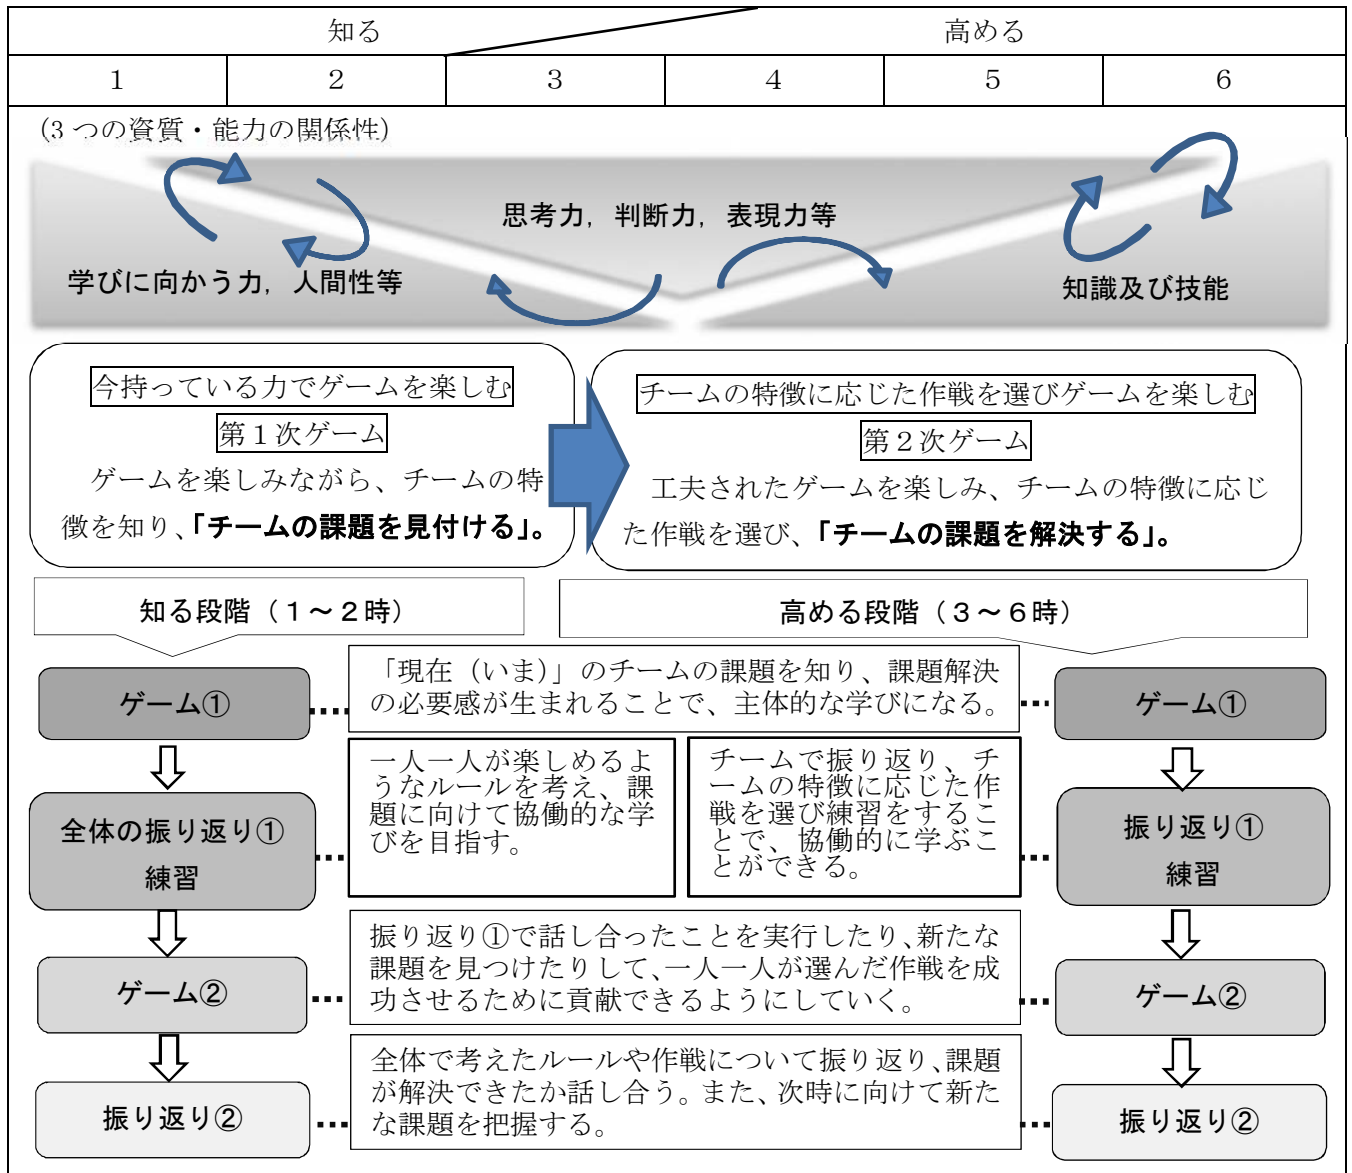 知る
高める
1
2
3
4
5
6
(3つの資質・能力の関係性)
思考力，判断力，表現力等
学びに向かう力，人間性等
知識及び技能
今持っている力でゲームを楽しむ
第１次ゲーム
ゲームを楽しみながら、チームの特
徴を知り、「チームの課題を見付ける」。
チームの特徴に応じた作戦を選びゲームを楽しむ
第２次ゲーム
工夫されたゲームを楽しみ、チームの特徴に応じ
た作戦を選び、「チームの課題を解決する」。
知る段階（１～２時）
高める段階（３～６時）
ゲーム①
「現在（いま）」のチームの課題を知り、課題解決
の必要感が生まれることで、主体的な学びになる。
ゲーム①
全体の振り返り①
練習
一人一人が楽しめるよ
うなルールを考え、課
題に向けて協働的な学
びを目指す。
チームで振り返り、チ
ームの特徴に応じた作
戦を選び練習をするこ
とで、協働的に学ぶこ
とができる。
振り返り①
練習
ゲーム②
振り返り①で話し合ったことを実行したり、新たな
課題を見つけたりして、一人一人が選んだ作戦を成
功させるために貢献できるようにしていく。
ゲーム②
振り返り②
全体で考えたルールや作戦について振り返り、課題
が解決できたか話し合う。また、次時に向けて新た
な課題を把握する。
振り返り②